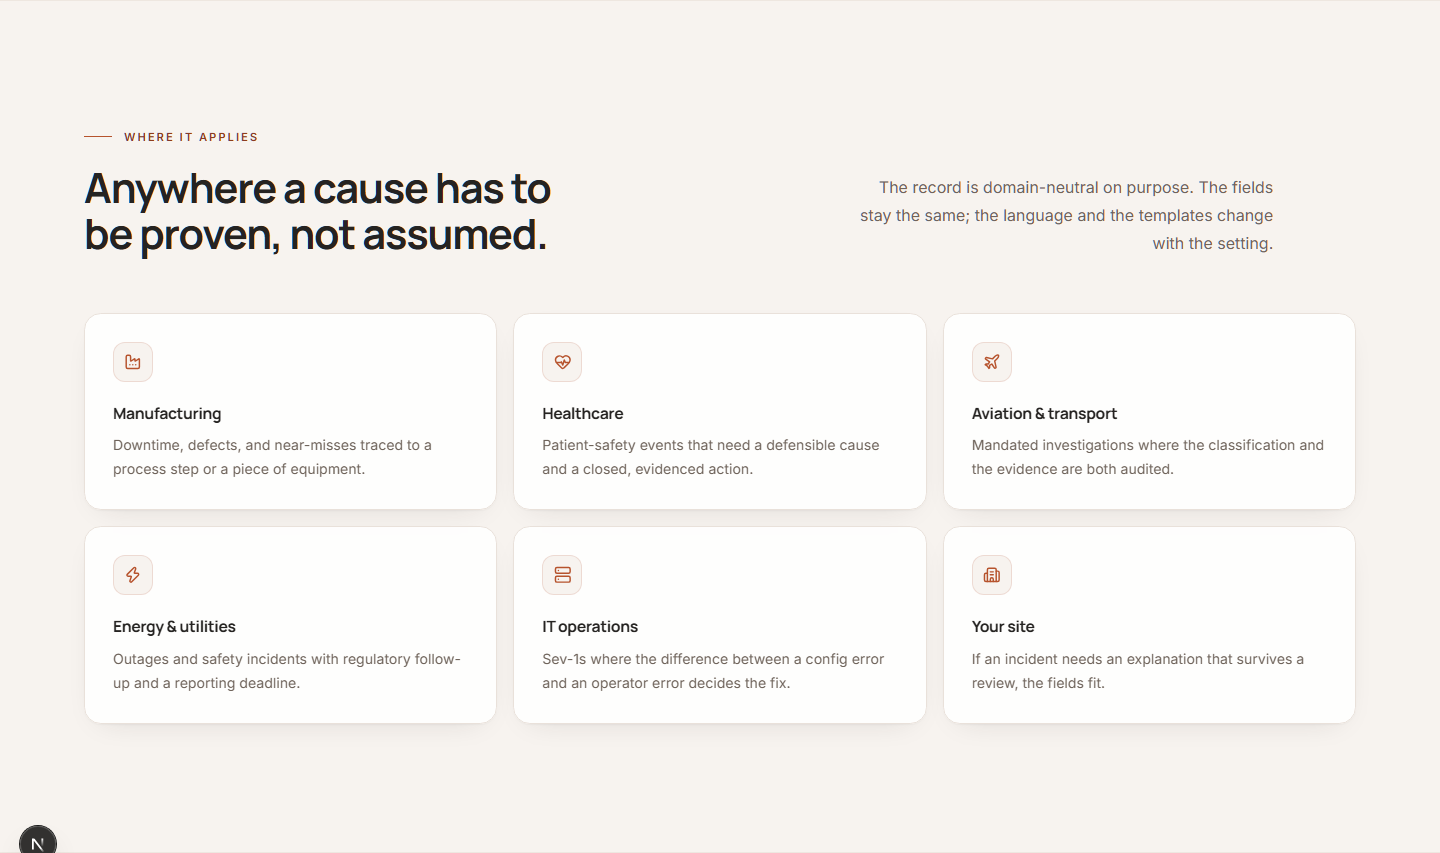 WHERE IT APPLIES
Anywhere a cause has to
be proven, not assumed.
The record is domain-neutral on purpose. The fields
stay the same; the language and the templates change
with the setting.
Manufacturing
Downtime, defects, and near-misses traced to a
process step or a piece of equipment.
Healthcare
Patient-safety events that need a defensible cause
and a closed, evidenced action.
Aviation & transport
Mandated investigations where the classification and
the evidence are both audited.
Energy & utilities
Outages and safety incidents with regulatory follow-
up and a reporting deadline.
IT operations
Sev-1s where the difference between a config error
and an operator error decides the fix.
Your site
If an incident needs an explanation that survives a
review, the fields fit.
N